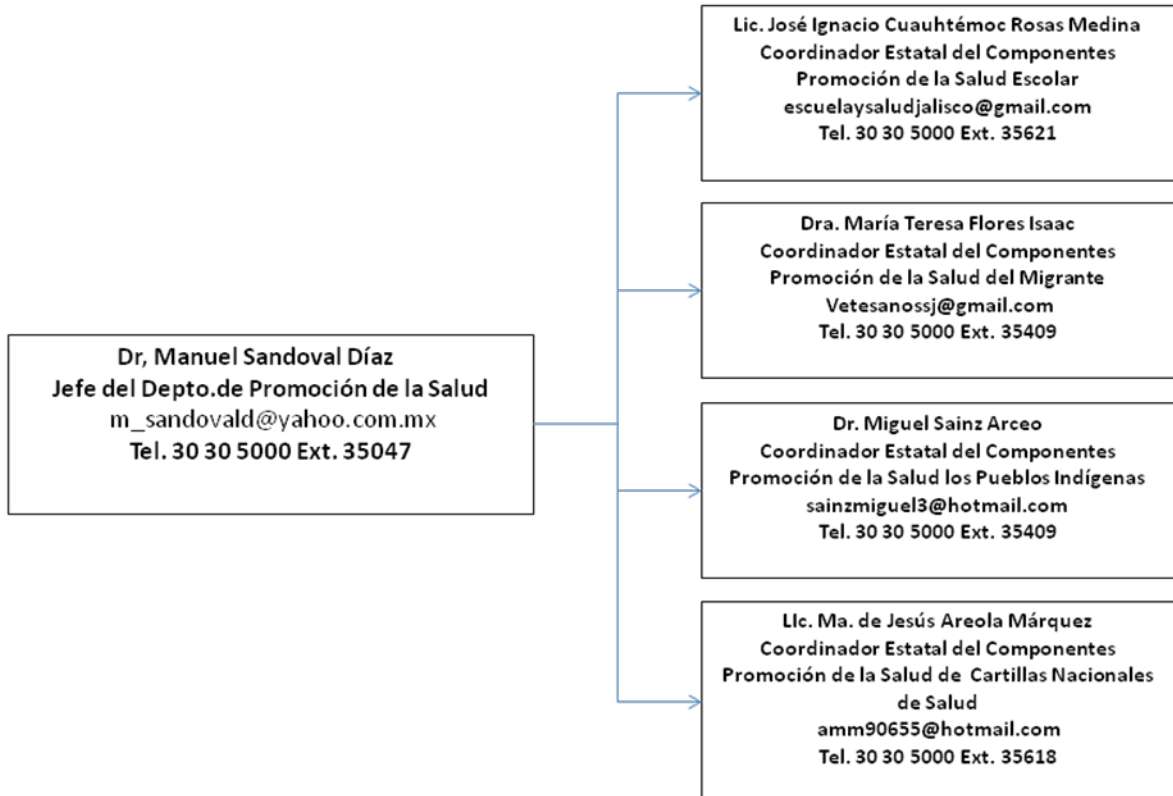 Dr, Manuel Sandoval Díaz
Jefe del Depto.de Promoción de la Salud
m_sandovald@yahoo.com.mx
Tel. 30 30 5000 Ext. 35047
Lic. José Ignacio Cuauhtémoc Rosas Medina
Coordinador Estatal del Componentes
Promoción de la Salud Escolar
escuelaysaludjalisco@gmail.com
Tel. 30 30 5000 Ext. 35621
Dra. María Teresa Flores Isaac
Coordinador Estatal del Componentes
Promoción de la Salud del Migrante
Vetesanossj@gmail.com
Tel. 30 30 5000 Ext. 35409
Dr. Miguel Sainz Arceo
Coordinador Estatal del Componentes
Promoción de la Salud los Pueblos Indígenas
sainzmiguel3@hotmail.com
Tel. 30 30 5000 Ext. 35409
LIc. Ma. de Jesús Areola Márquez
Coordinador Estatal del Componentes
Promoción de la Salud de Cartillas Nacionales
de Salud
amm90655@hotmail.com
Tel. 30 30 5000 Ext. 35618